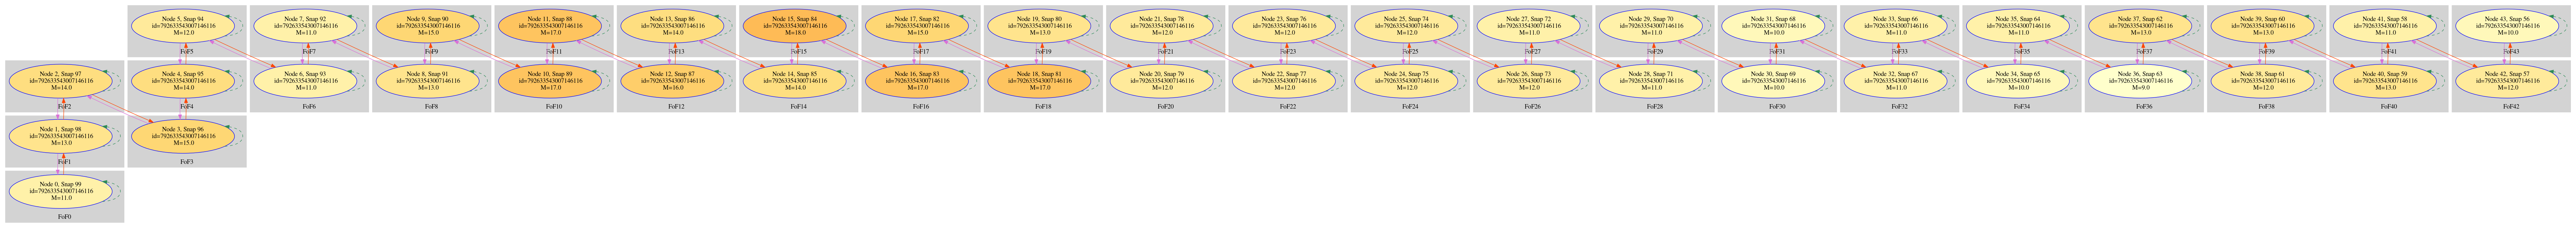 Node 5, Snap 94
id=792633543007146116
M=12.0
FoF5
Node 7, Snap 92
id=792633543007146116
M=11.0
FoF7
Node 9, Snap 90
id=792633543007146116
M=15.0
FoF9
Node 11, Snap 88
id=792633543007146116
M=17.0
FoF11
Node 13, Snap 86
id=792633543007146116
M=14.0
FoF13
Node 15, Snap 84
id=792633543007146116
M=18.0
FoF15
Node 17, Snap 82
id=792633543007146116
M=15.0
FoF17
Node 19, Snap 80
id=792633543007146116
M=13.0
FoF19
Node 21, Snap 78
id=792633543007146116
M=12.0
FoF21
Node 23, Snap 76
id=792633543007146116
M=12.0
FoF23
Node 25, Snap 74
id=792633543007146116
M=12.0
FoF25
Node 27, Snap 72
id=792633543007146116
M=11.0
FoF27
Node 29, Snap 70
id=792633543007146116
M=11.0
FoF29
Node 31, Snap 68
id=792633543007146116
M=10.0
FoF31
Node 33, Snap 66
id=792633543007146116
M=11.0
FoF33
Node 35, Snap 64
id=792633543007146116
M=11.0
FoF35
Node 37, Snap 62
id=792633543007146116
M=13.0
FoF37
Node 39, Snap 60
id=792633543007146116
M=13.0
FoF39
Node 41, Snap 58
id=792633543007146116
M=11.0
FoF41
Node 43, Snap 56
id=792633543007146116
M=10.0
FoF43
Node 2, Snap 97
id=792633543007146116
M=14.0
FoF2
Node 4, Snap 95
id=792633543007146116
M=14.0
FoF4
Node 6, Snap 93
id=792633543007146116
M=11.0
FoF6
Node 8, Snap 91
id=792633543007146116
M=13.0
FoF8
Node 10, Snap 89
id=792633543007146116
M=17.0
FoF10
Node 12, Snap 87
id=792633543007146116
M=16.0
FoF12
Node 14, Snap 85
id=792633543007146116
M=14.0
FoF14
Node 16, Snap 83
id=792633543007146116
M=17.0
FoF16
Node 18, Snap 81
id=792633543007146116
M=17.0
FoF18
Node 20, Snap 79
id=792633543007146116
M=12.0
FoF20
Node 22, Snap 77
id=792633543007146116
M=12.0
FoF22
Node 24, Snap 75
id=792633543007146116
M=12.0
FoF24
Node 26, Snap 73
id=792633543007146116
M=12.0
FoF26
Node 28, Snap 71
id=792633543007146116
M=11.0
FoF28
Node 30, Snap 69
id=792633543007146116
M=10.0
FoF30
Node 32, Snap 67
id=792633543007146116
M=11.0
FoF32
Node 34, Snap 65
id=792633543007146116
M=10.0
FoF34
Node 36, Snap 63
id=792633543007146116
M=9.0
FoF36
Node 38, Snap 61
id=792633543007146116
M=12.0
FoF38
Node 40, Snap 59
id=792633543007146116
M=13.0
FoF40
Node 42, Snap 57
id=792633543007146116
M=12.0
FoF42
Node 1, Snap 98
id=792633543007146116
M=13.0
FoF1
Node 3, Snap 96
id=792633543007146116
M=15.0
FoF3
Node 0, Snap 99
id=792633543007146116
M=11.0
FoF0